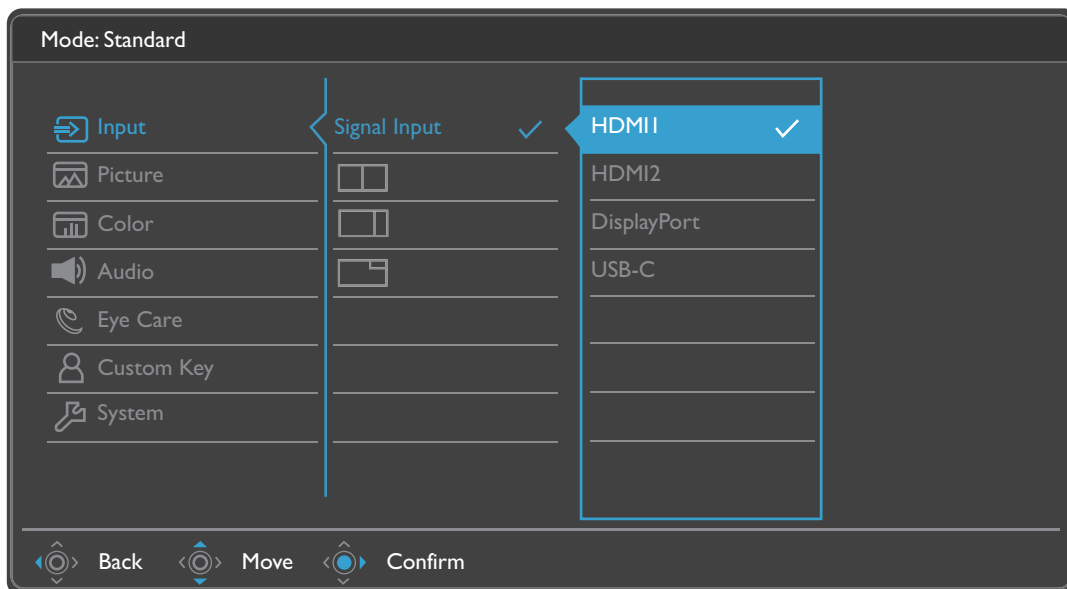 Mode: Standard
Input
Signal Input
HDMI1
Picture
HDMI2
Color
DisplayPort
Audio
USB-C
Eye Care
Custom Key
System
Back
Move
Confirm